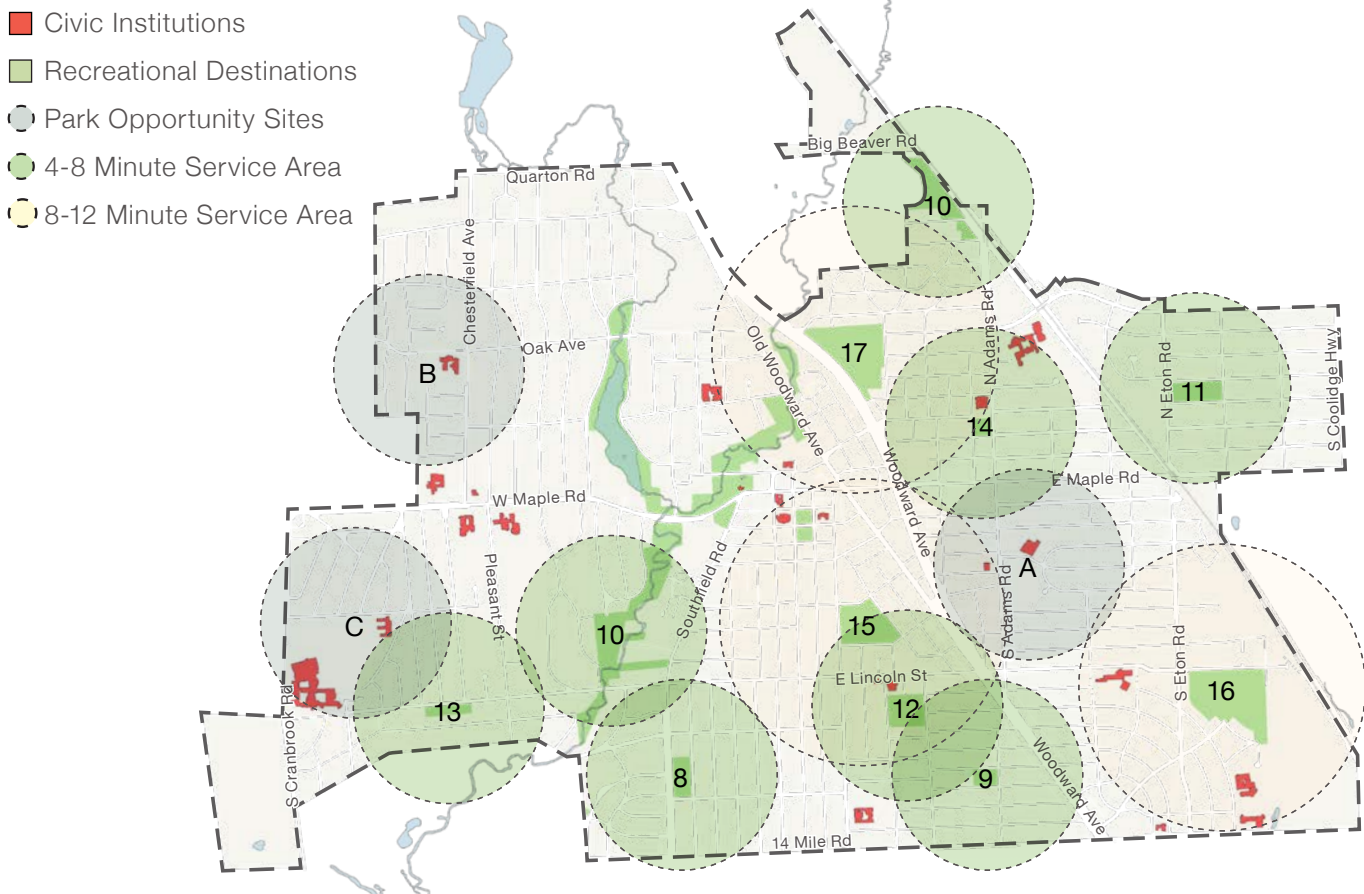 Civic Institutions
Recreational Destinations
Park Opportunity Sites
4-8 Minute Service Area
8-12 Minute Service Area
Big Beaver Rd
Quarton Rd
10
Chesterfield Ave
N Adams Rd
Old Woodward Ave
Oak Ave
17
S Coolidge Hwy
N Eton Rd
B
11
14
Woodward Ave
E Maple Rd
W Maple Rd
A
Pleasant St
Southfield Rd
S Adams Rd
C
10
15
S Eton Rd
E Lincoln St
16
S Cranbrook Rd
13
12
8
9
Woodward Ave
14 Mile Rd